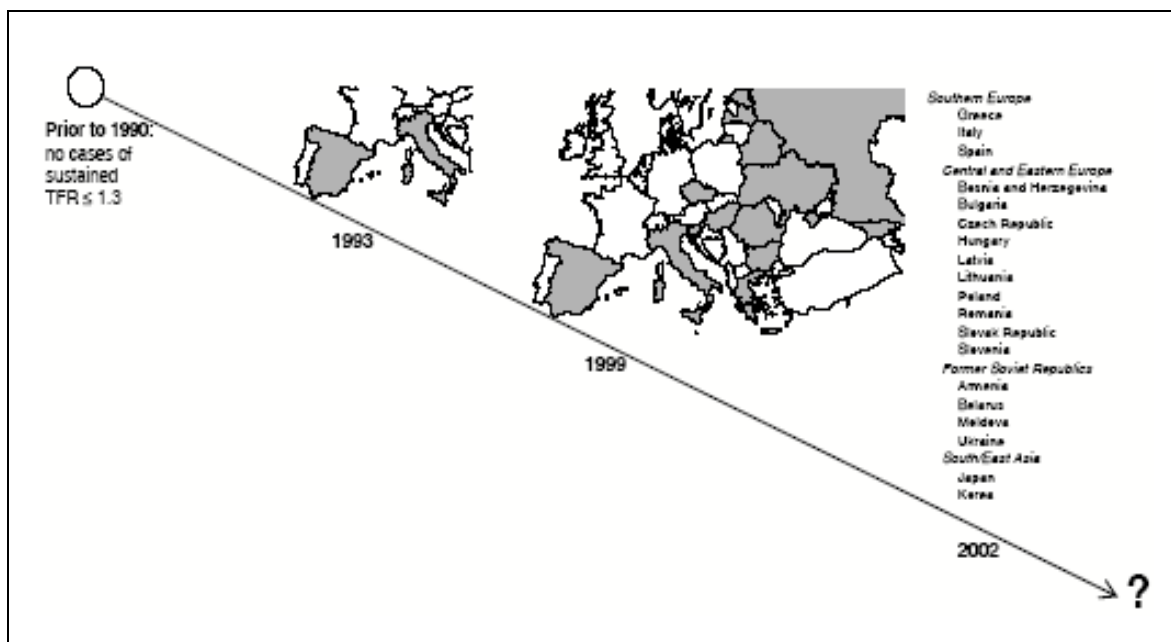 Prior to 1990:
no cases of
sustained
TFR ≤ 1.3
1993
1999
Southern Europe
Greece
Italy
Spain
Central and Eastern Europe
Bosnia and Herzegovina
Bulgaria
Czech Republic
Hungary
Latvia
Lithuania
Poland
Romania
Slovak Republic
Slovenia
Former Soviet Republics
Armenia
Belarus
Moldova
Ukraine
South/East Asia
Japan
Korea
2002
?